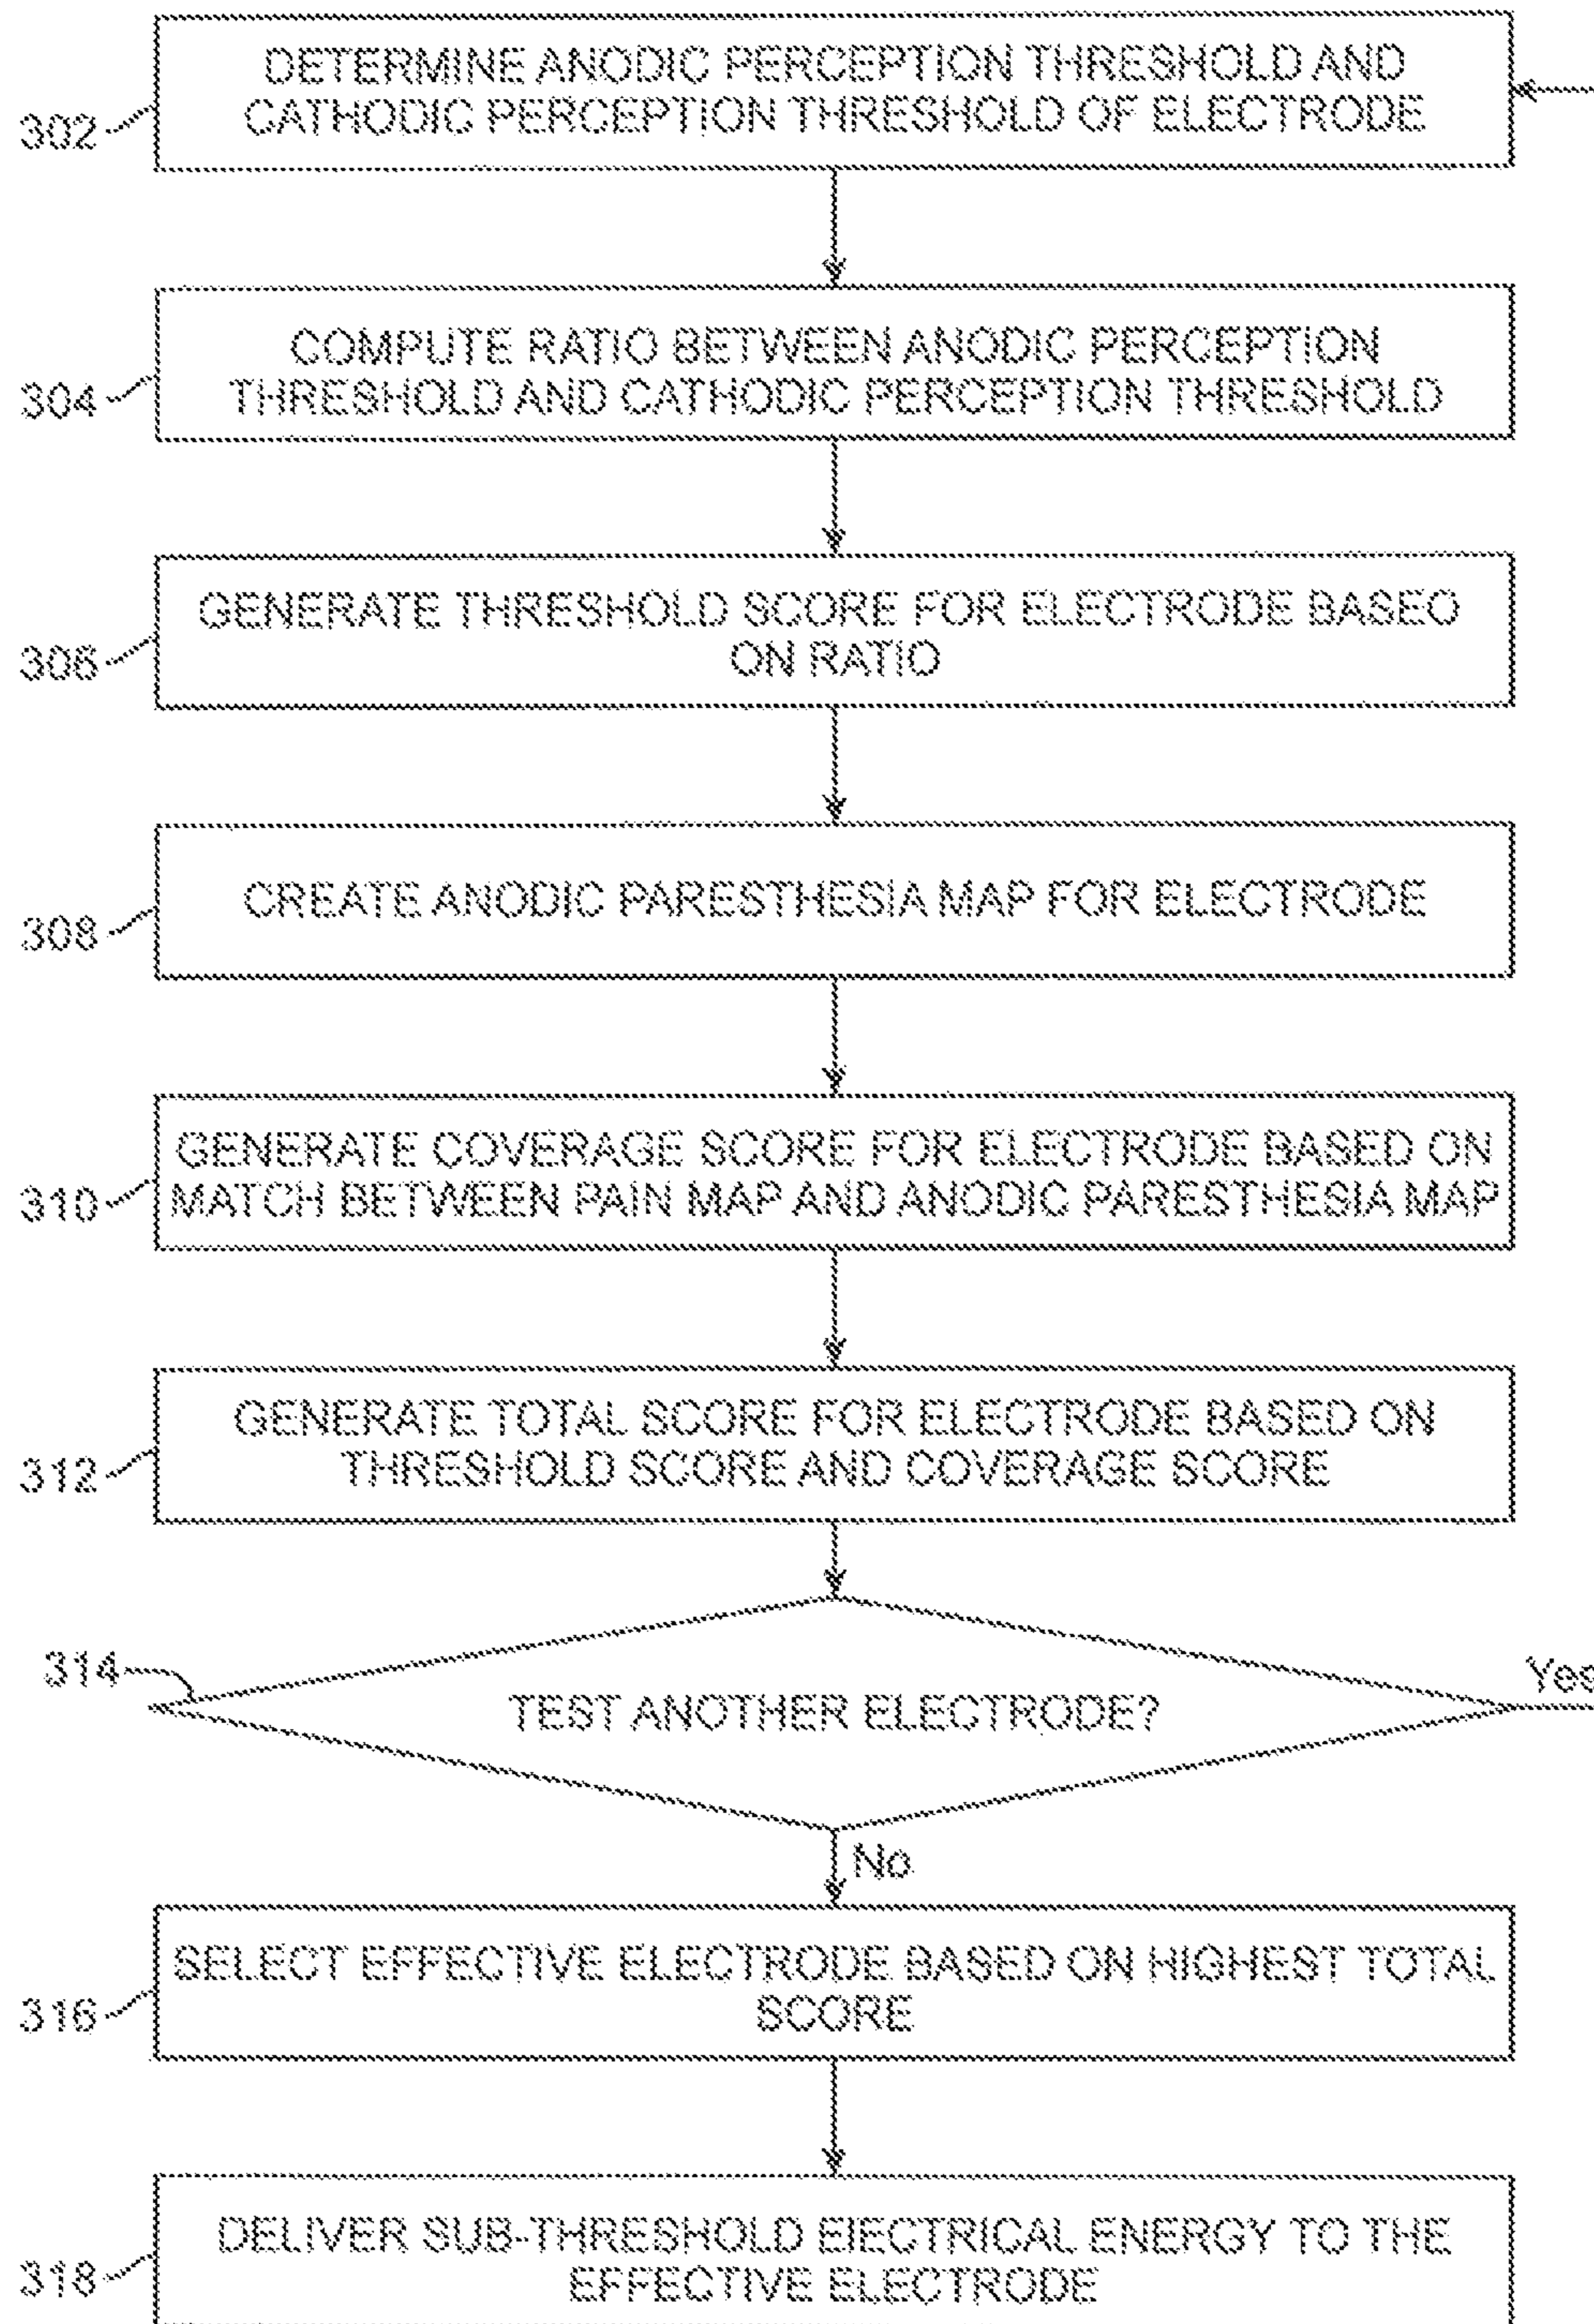 DETERMINE ANODIC PERCEPTION THRESHOLD AND
CATHODIC PERCEPTION THRESHOLD OF ELECTRODE
302
COMPUTE RATIO BETWEEN ANODIC PERCEPTION
THRESHOLD AND CATHODIC PERCEPTION THRESHOLD
304
GENERATE THRESHOLD SCORE FOR ELECTRODE BASED
ON RATIO
306
CREATE ANODIC PARESTHESIA MAP FOR ELECTRODE
308
GENERATE COVERAGE SCORE FOR ELECTRODE BASED ON
MATCH BETWEEN PAIN MAP AND ANODIC PARESTHESIA MAP
310
GENERATE TOTAL SCORE FOR ELECTRODE BASED ON
THRESHOLD SCORE AND COVERAGE SCORE
312
314
Yes
TEST ANOTHER ELECTRODE?
No
SELECT EFFECTIVE ELECTRODE BASED ON HIGHEST TOTAL
SCORE
316
DELIVER SUB-THRESHOLD ElECTRICAL ENERGY TO THE
EFFECTIVE ELECTRODE
318